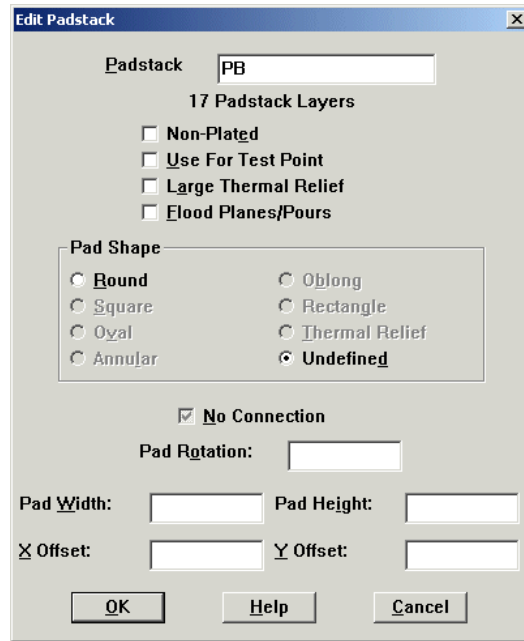 Edit Padstack
Padstack PB
17 Padstack Layers
Non-Plated
Use For Test Point
Large Thermal Relief
Flood Planes/Pours
Pad Shape
Round Oblong
Square Rectangle
Oval Thermal Relief
Annular Undefined
No Connection
Pad Rotation:
Pad Width: Pad Height:
X Offset: Y Offset:
OK Help Cancel